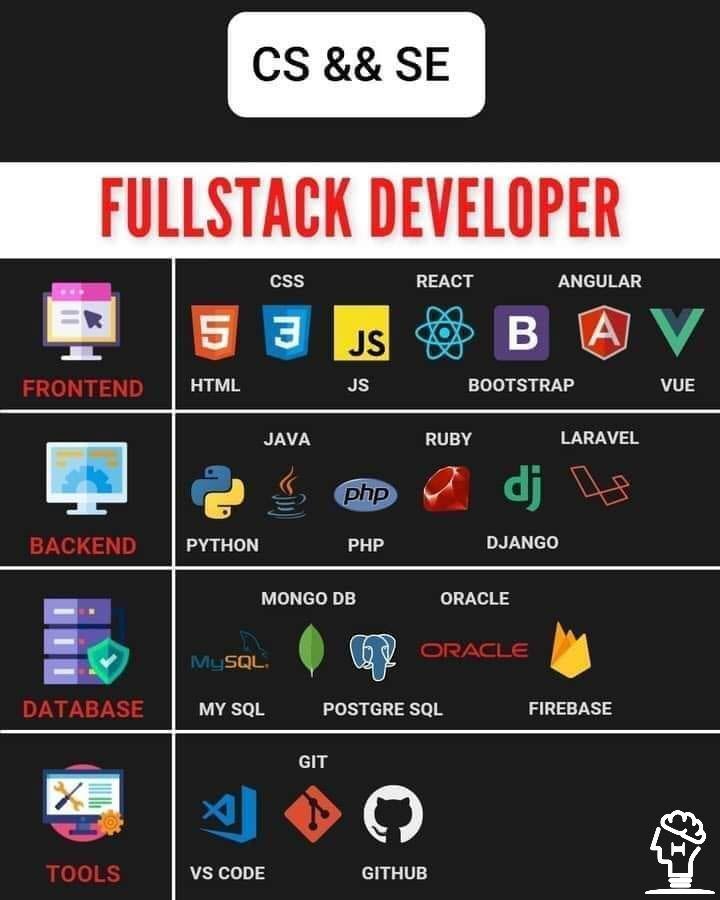 CS && SE
FULLSTACK DEVELOPER
CSS REACT ANGULAR
5 3 JS B A
FRONTEND HTML JS BOOTSTRAP VUE
JAVA RUBY LARAVEL
php dj
BACKEND PYTHON PHP DJANGO
MONGO DB ORACLE
MySQL. ORACLE
DATABASE MY SQL POSTGRE SQL FIREBASE
GIT
TOOLS VS CODE GITHUB